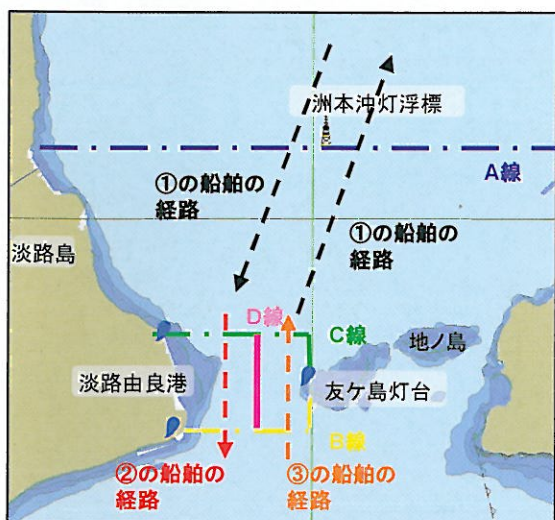 洲本沖灯浮標
A線
①の船舶の
経路
①の船舶の
経路
淡路島
D線
C線
地ノ島
淡路由良港
友ケ島灯台
B線
②の船舶の
経路
③の船舶の
経路